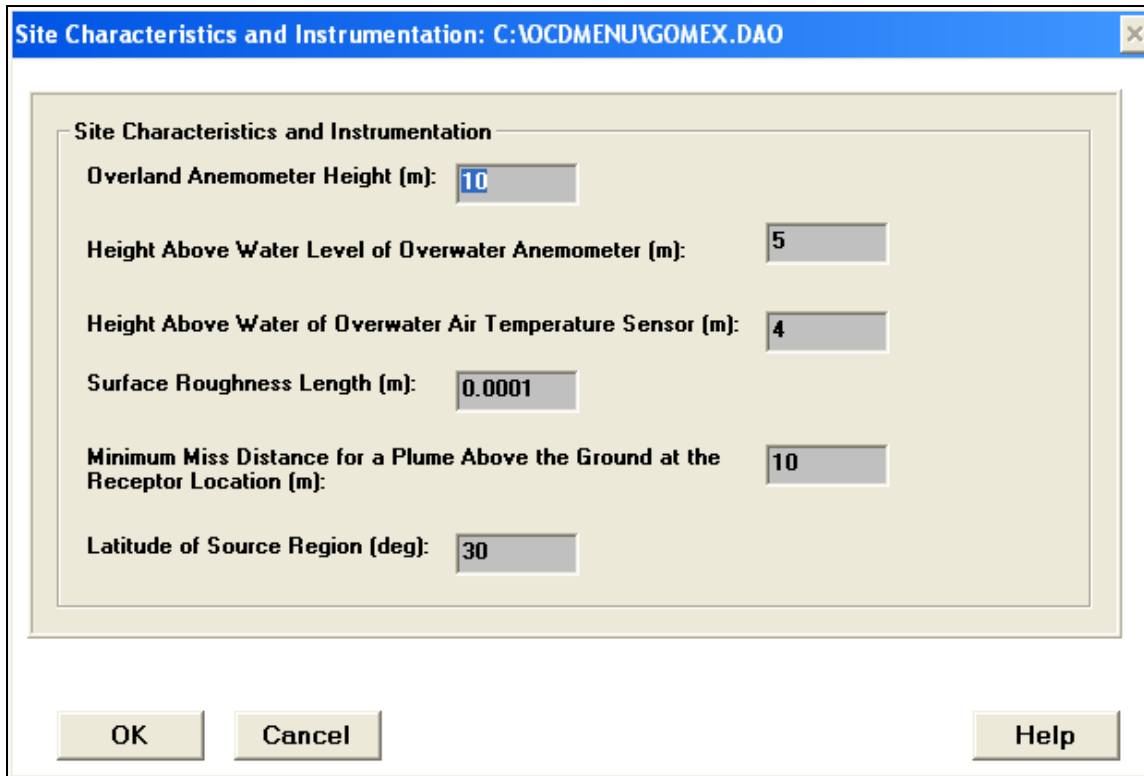 Site Characteristics and Instrumentation: C:\OCDMENU\GOMEX.DAO
Site Characteristics and Instrumentation
Overland Anemometer Height (m): 10
Height Above Water Level of Overwater Anemometer (m): 5
Height Above Water of Overwater Air Temperature Sensor (m): 4
Surface Roughness Length (m): 0.0001
Minimum Miss Distance for a Plume Above the Ground at the
Receptor Location (m): 10
Latitude of Source Region (deg): 30
OK Cancel Help